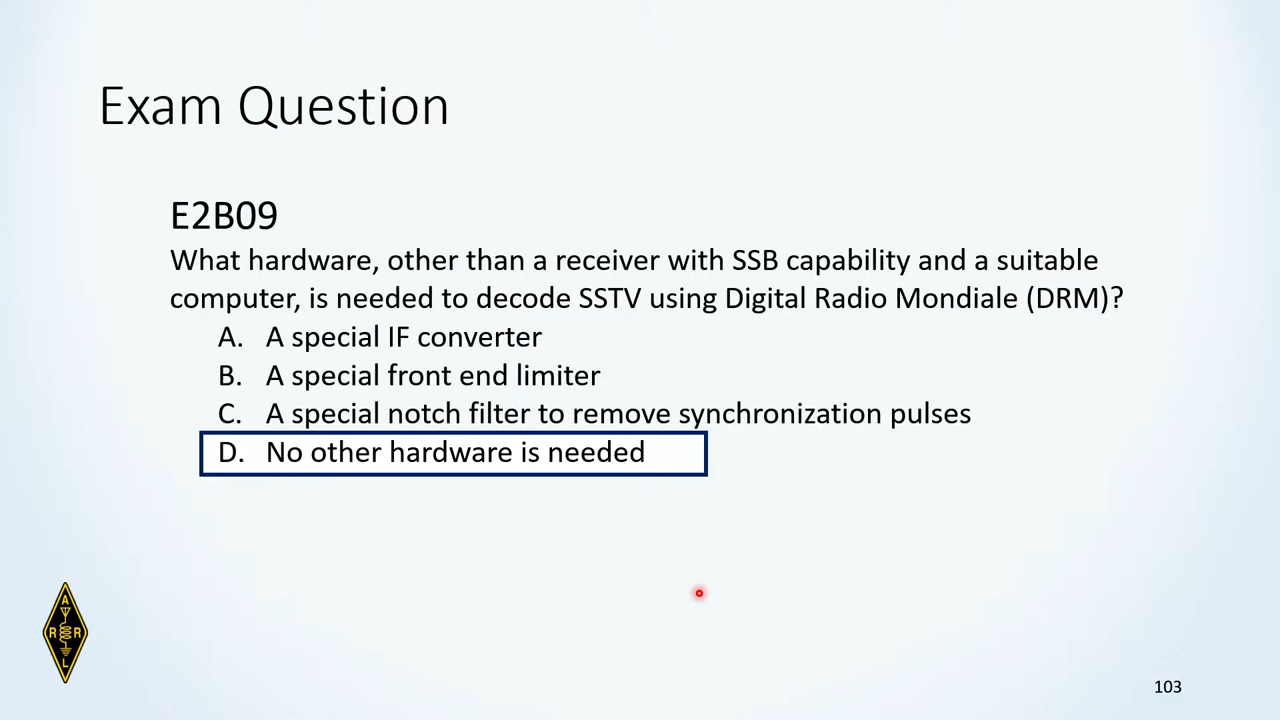 Exam Question
E2B09
What hardware, other than a receiver with SSB capability and a suitable
computer, is needed to decode SSTV using Digital Radio Mondiale (DRM)?
A. A special IF converter
B. A special front end limiter
C. A special notch filter to remove synchronization pulses
D. No other hardware is needed
A
R R
L
103